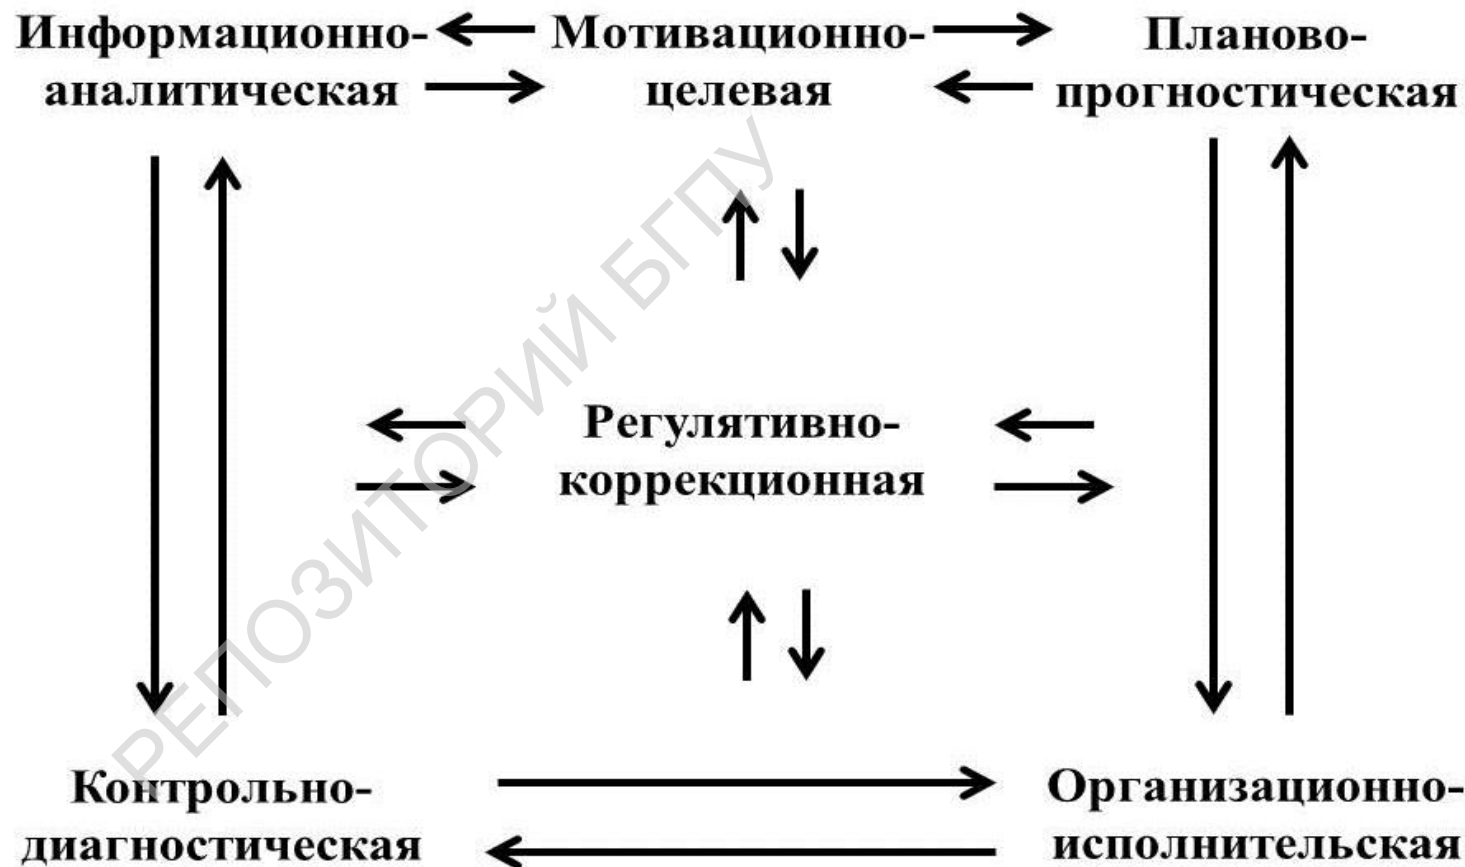 Информационно-
аналитическая
Мотивационно-
целевая
Планово-
прогностическая
Регулятивно-
коррекционная
Контрольно-
диагностическая
Организационно-
исполнительская
РЕПОЗИТОРИЙ БГПУ